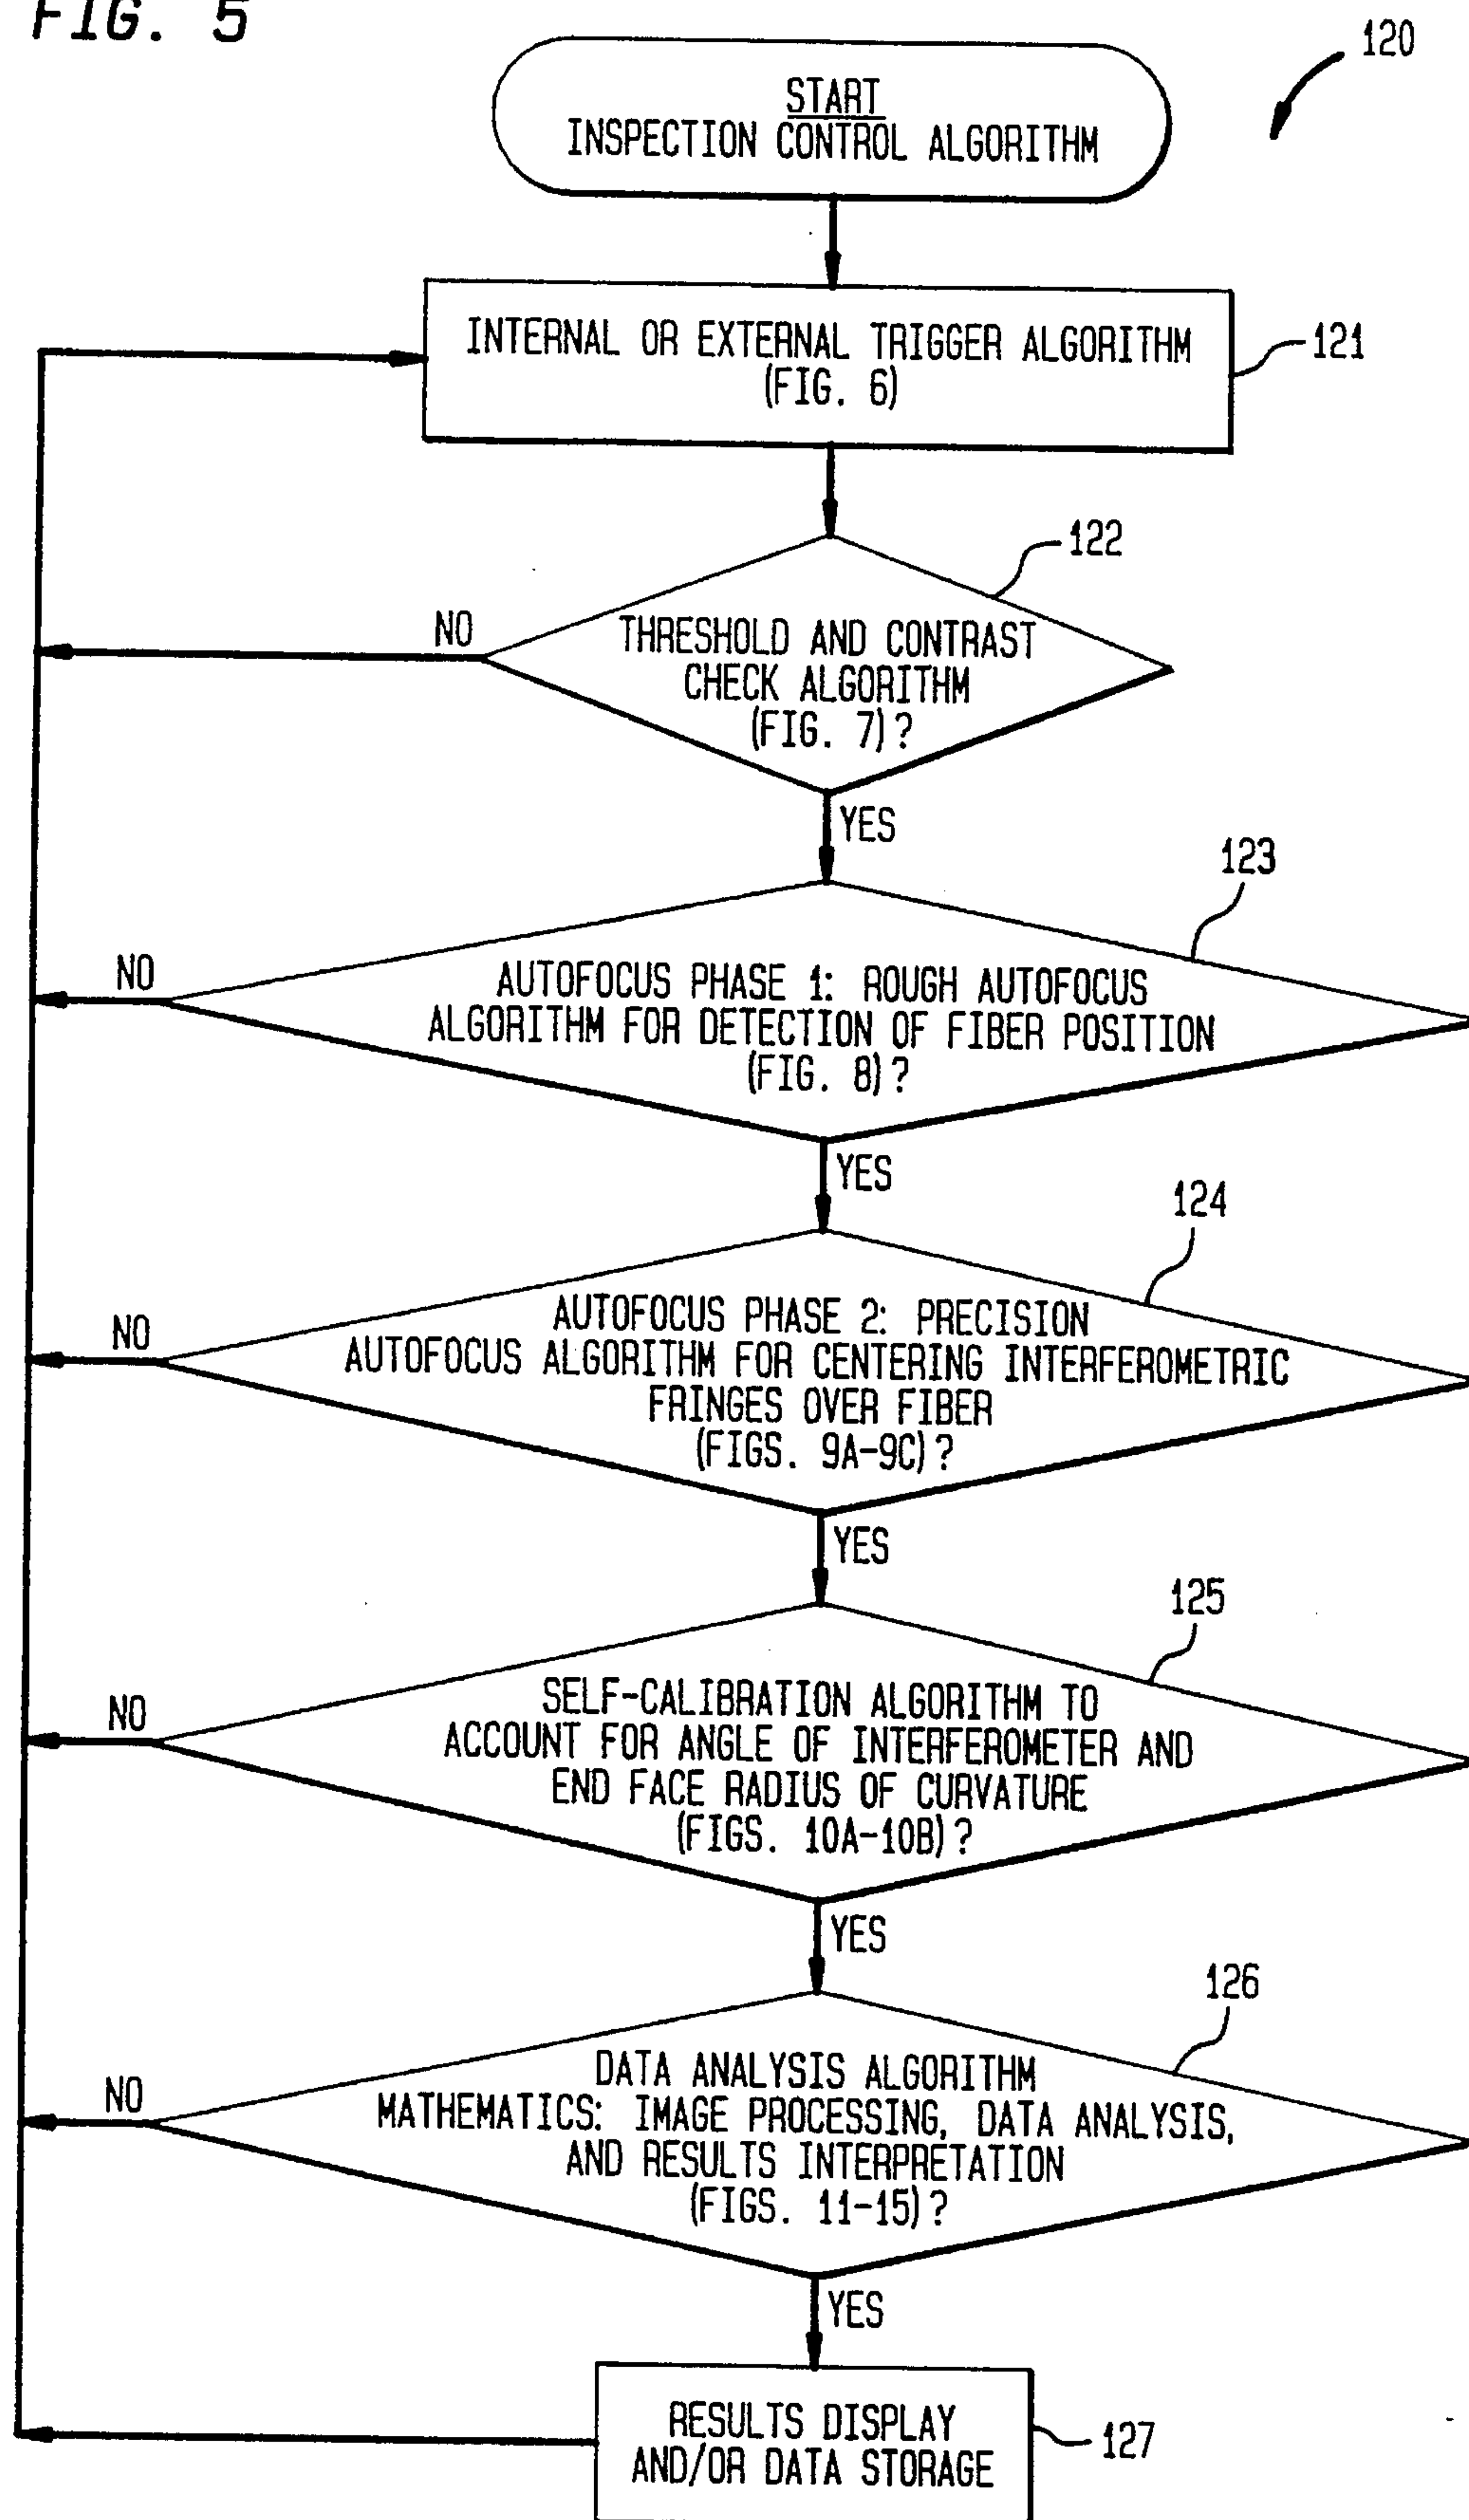 FIG. 5
120
START
INSPECTION CONTROL ALGORITHM
INTERNAL OR EXTERNAL TRIGGER ALGORITHM
(FIG. 6)
121
122
NO
THRESHOLD AND CONTRAST
CHECK ALGORITHM
(FIG. 7)?
YES
123
NO
AUTOFOCUS PHASE 1: ROUGH AUTOFOCUS
ALGORITHM FOR DETECTION OF FIBER POSITION
(FIG. 8)?
YES
124
NO
AUTOFOCUS PHASE 2: PRECISION
AUTOFOCUS ALGORITHM FOR CENTERING INTERFEROMETRIC
FRINGES OVER FIBER
(FIGS. 9A-9C)?
YES
125
NO
SELF-CALIBRATION ALGORITHM TO
ACCOUNT FOR ANGLE OF INTERFEROMETER AND
END FACE RADIUS OF CURVATURE
(FIGS. 10A-10B)?
YES
126
NO
DATA ANALYSIS ALGORITHM
MATHEMATICS: IMAGE PROCESSING, DATA ANALYSIS,
AND RESULTS INTERPRETATION
(FIGS. 11-15)?
YES
RESULTS DISPLAY
AND/OR DATA STORAGE
127